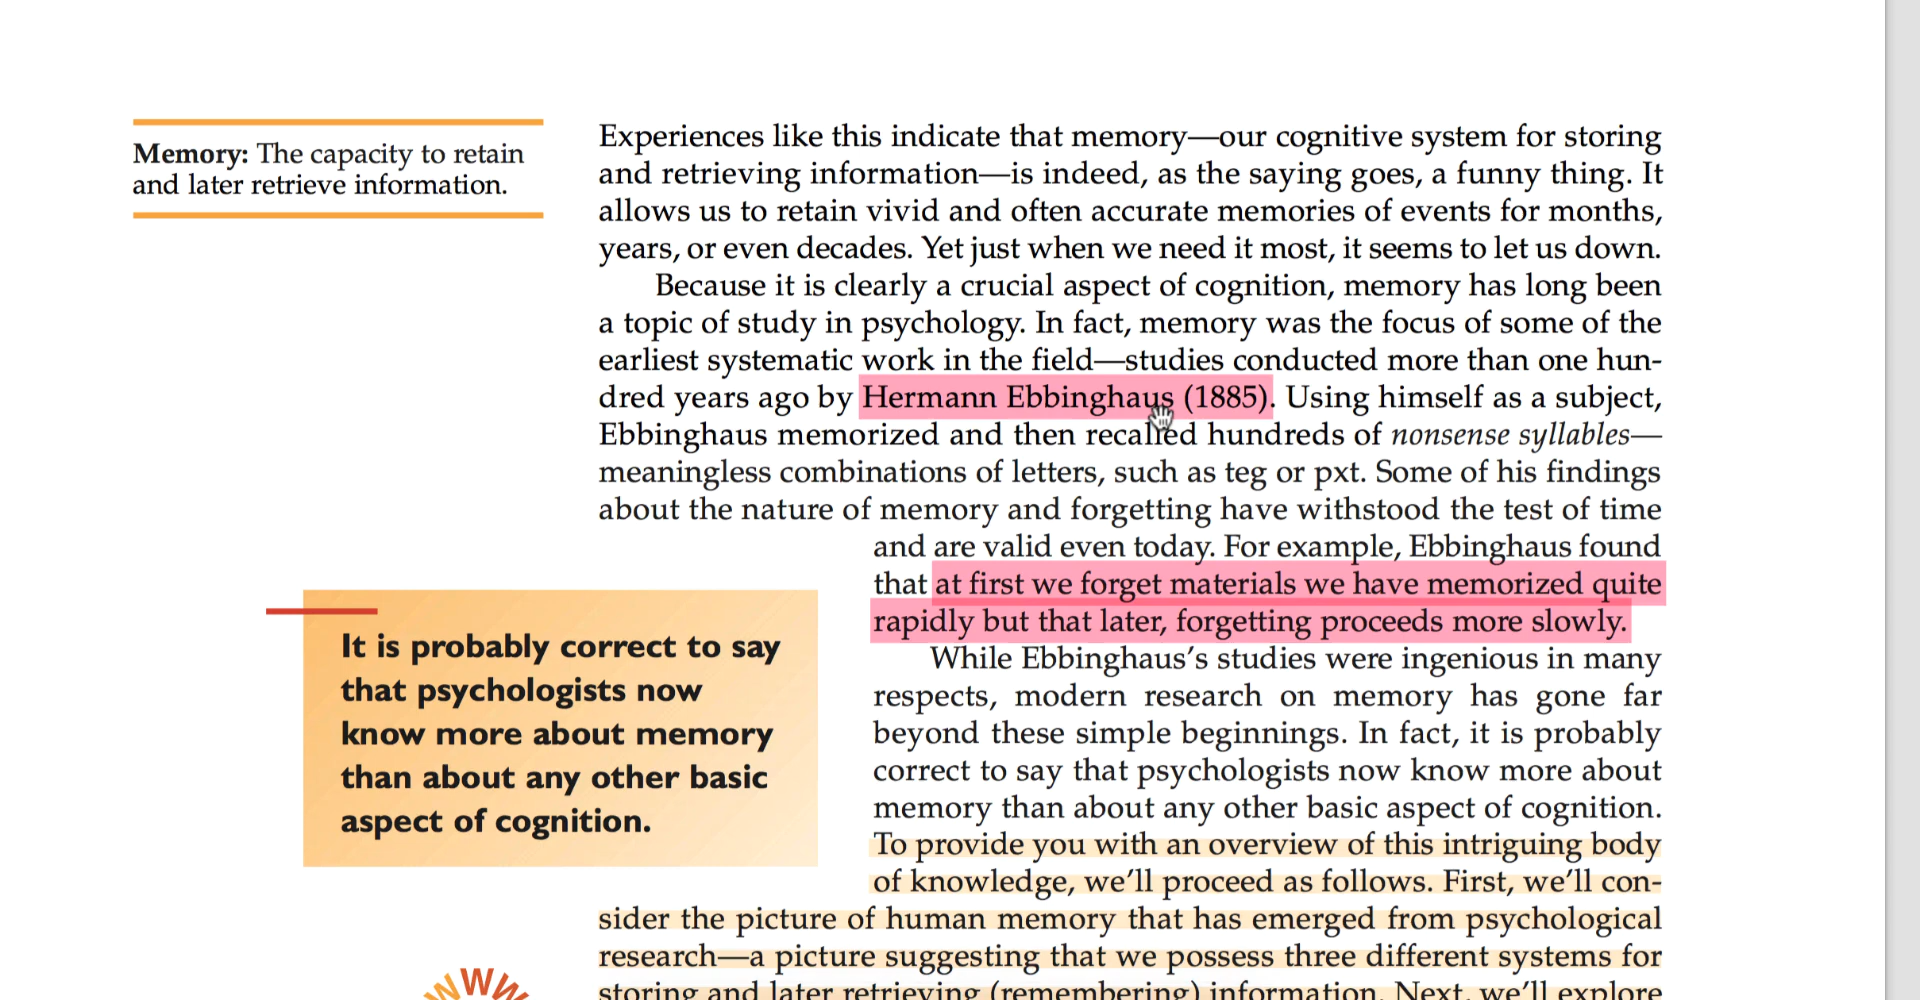 Memory: The capacity to retain
and later retrieve information.
Experiences like this indicate that memory—our cognitive system for storing
and retrieving information—is indeed, as the saying goes, a funny thing. It
allows us to retain vivid and often accurate memories of events for months,
years, or even decades. Yet just when we need it most, it seems to let us down.
Because it is clearly a crucial aspect of cognition, memory has long been
a topic of study in psychology. In fact, memory was the focus of some of the
earliest systematic work in the field—studies conducted more than one hun-
dred years ago by Hermann Ebbinghaus (1885). Using himself as a subject,
Ebbinghaus memorized and then recalled hundreds of nonsense syllables—
meaningless combinations of letters, such as teg or pxt. Some of his findings
about the nature of memory and forgetting have withstood the test of time
and are valid even today. For example, Ebbinghaus found
that at first we forget materials we have memorized quite
rapidly but that later, forgetting proceeds more slowly.
It is probably correct to say
that psychologists now
know more about memory
than about any other basic
aspect of cognition.
While Ebbinghaus’s studies were ingenious in many
respects, modern research on memory has gone far
beyond these simple beginnings. In fact, it is probably
correct to say that psychologists now know more about
memory than about any other basic aspect of cognition.
To provide you with an overview of this intriguing body
of knowledge, we’ll proceed as follows. First, we’ll con-
sider the picture of human memory that has emerged from psychological
research—a picture suggesting that we possess three different systems for
storing and later retrieving (remembering) information. Next, we’ll explore
WWW